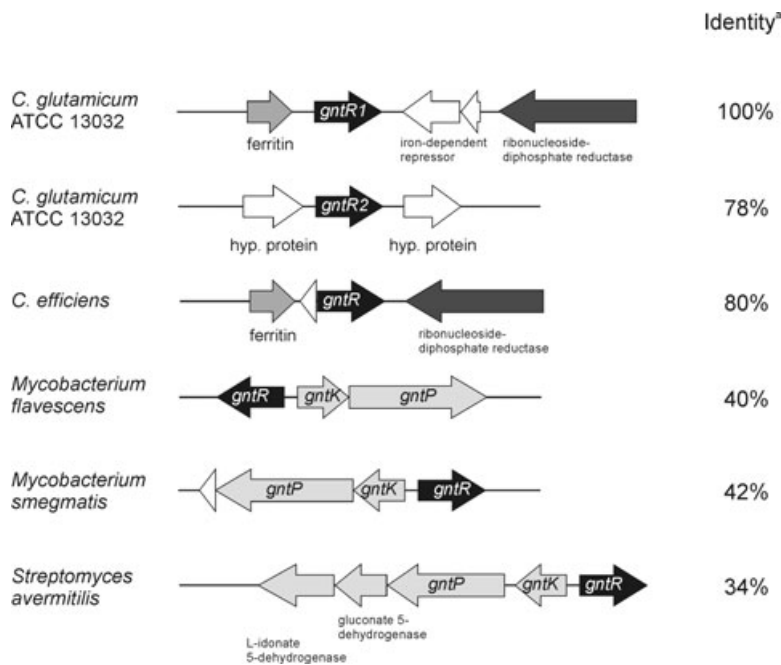 Identityª
C. glutamicum
ATCC 13032
gntR1
100%
ferritin
iron-dependent
repressor
ribonucleoside-
diphosphate reductase
C. glutamicum
ATCC 13032
gntR2
78%
hyp. protein
hyp. protein
C. efficiens
gntR
80%
ferritin
ribonucleoside-
diphosphate reductase
Mycobacterium
flavescens
gntR
gntK
gntP
40%
Mycobacterium
smegmatis
gntP
gntK
gntR
42%
Streptomyces
avermitilis
gntP
gntK
gntR
34%
gluconate 5-
dehydrogenase
L-idonate
5-dehydrogenase